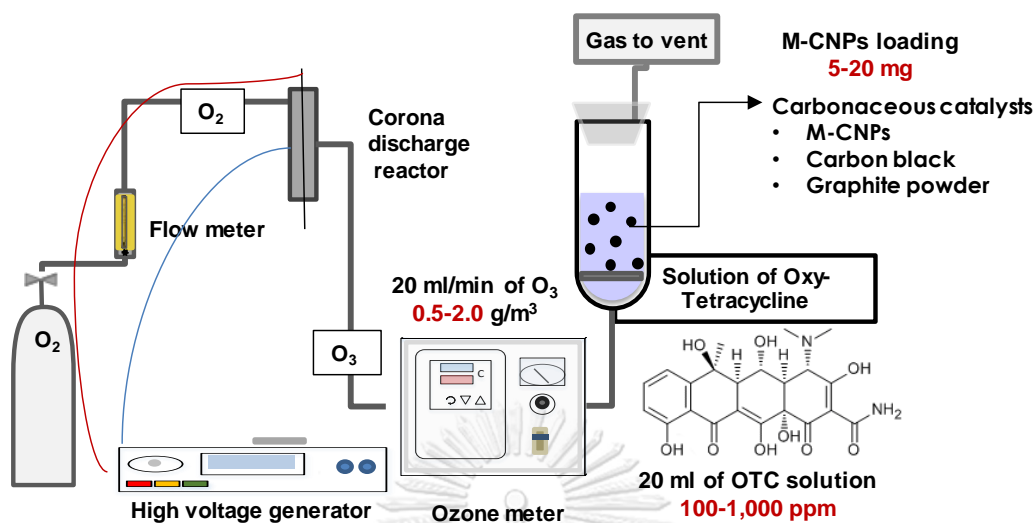 Gas to vent
M-CNPs loading
5-20 mg
Carbonaceous catalysts
• M-CNPs
• Carbon black
• Graphite powder
O₂
Corona
discharge
reactor
Flow meter
O₂
20 ml/min of O₃
0.5-2.0 g/m³
O₃
C
Solution of Oxy-
Tetracycline
HO
H
OH
H
N
OH
NH₂
OH
O
OH
OH
O
O
20 ml of OTC solution
100-1,000 ppm
High voltage generator
Ozone meter